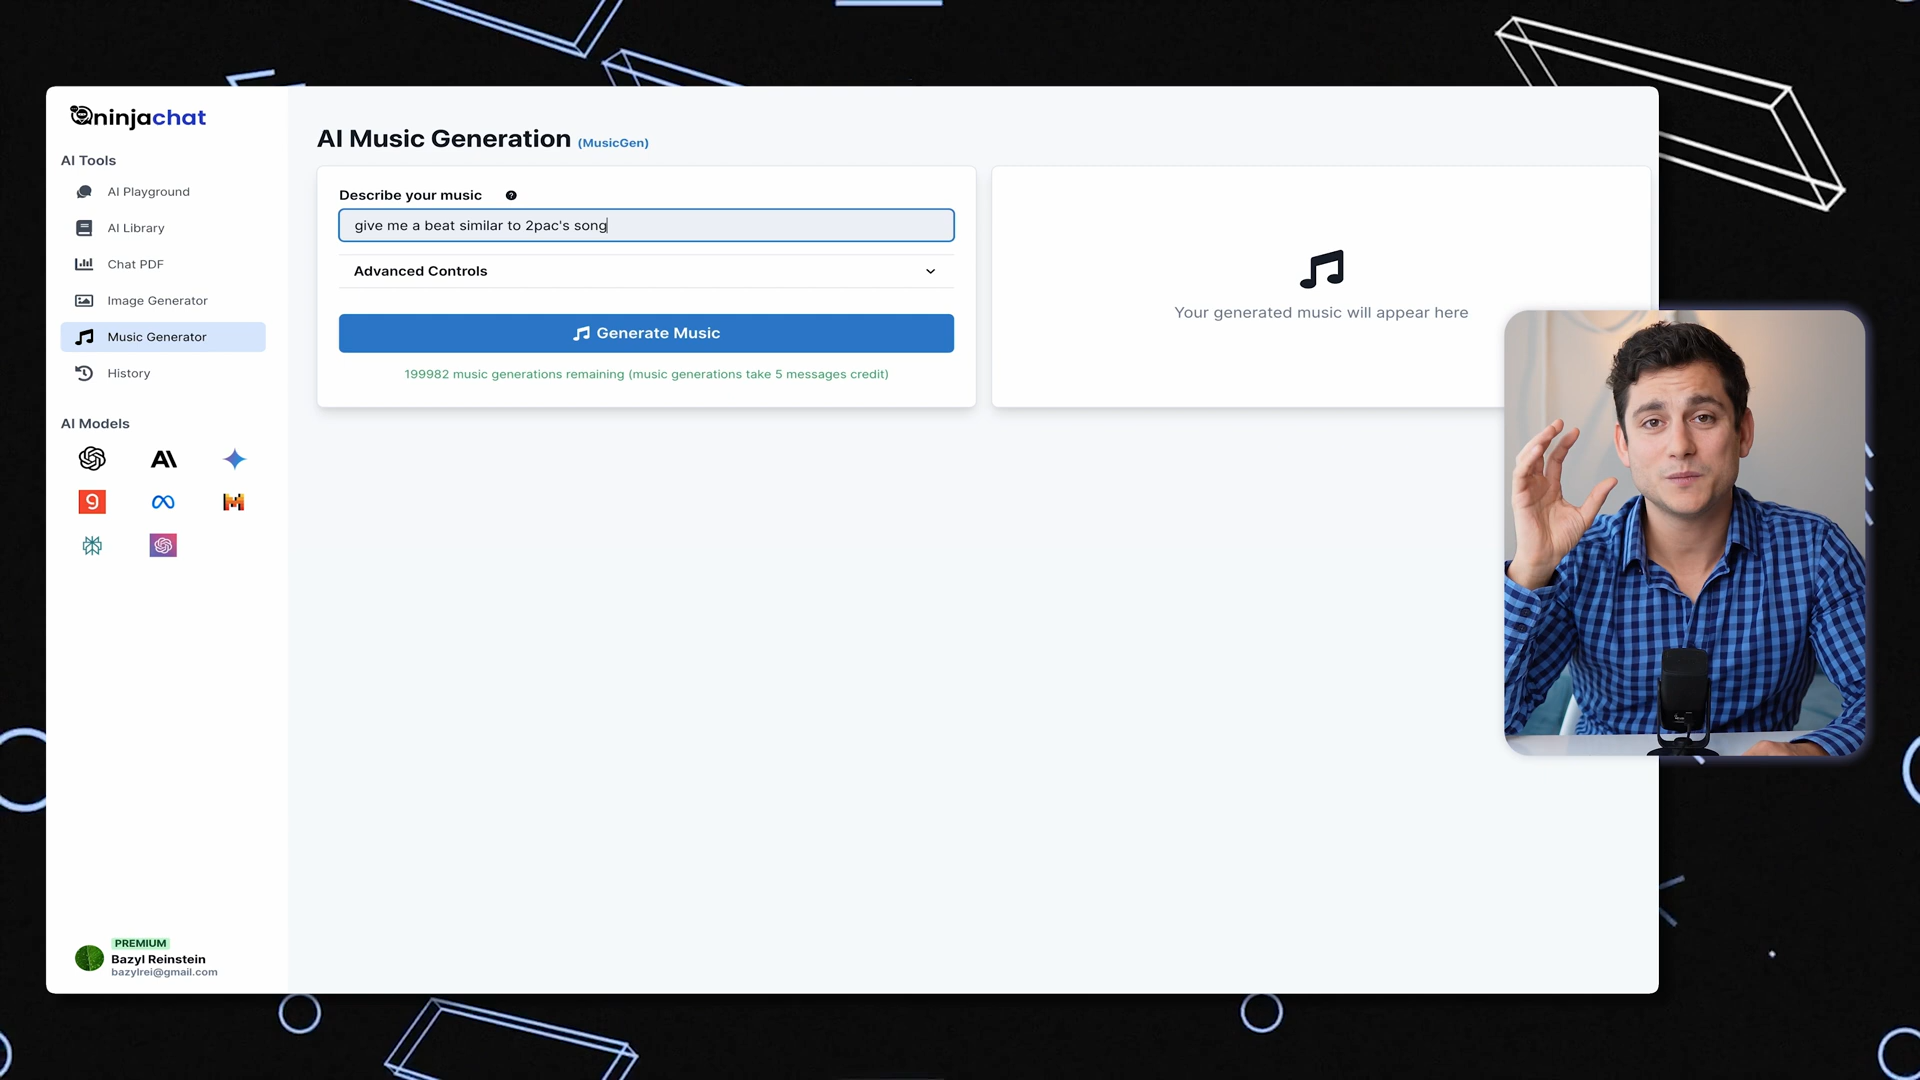 ninjachat
AI Tools
AI Playground
AI Library
Chat PDF
Image Generator
Music Generator
History
AI Models
PREMIUM
Bazyl Reinstein
bazylrei@gmail.com
AI Music Generation (MusicGen)
Describe your music ?
give me a beat similar to 2pac's song
Advanced Controls
Generate Music
199982 music generations remaining (music generations take 5 messages credit)
Your generated music will appear here